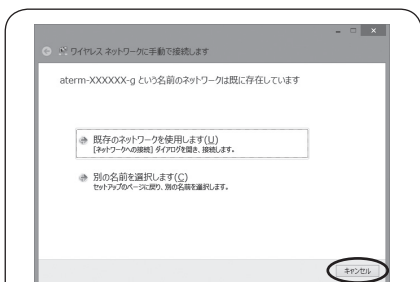 ワイヤレス ネットワークに手動で接続します
aterm-XXXXXX-g という名前のネットワークは既に存在しています
既存のネットワークを使用します(U)
[ネットワークへの接続] ダイアログを開き、接続します。
別の名前を選択します(C)
セットアップのページに戻り、別の名前を選択します。
キャンセル